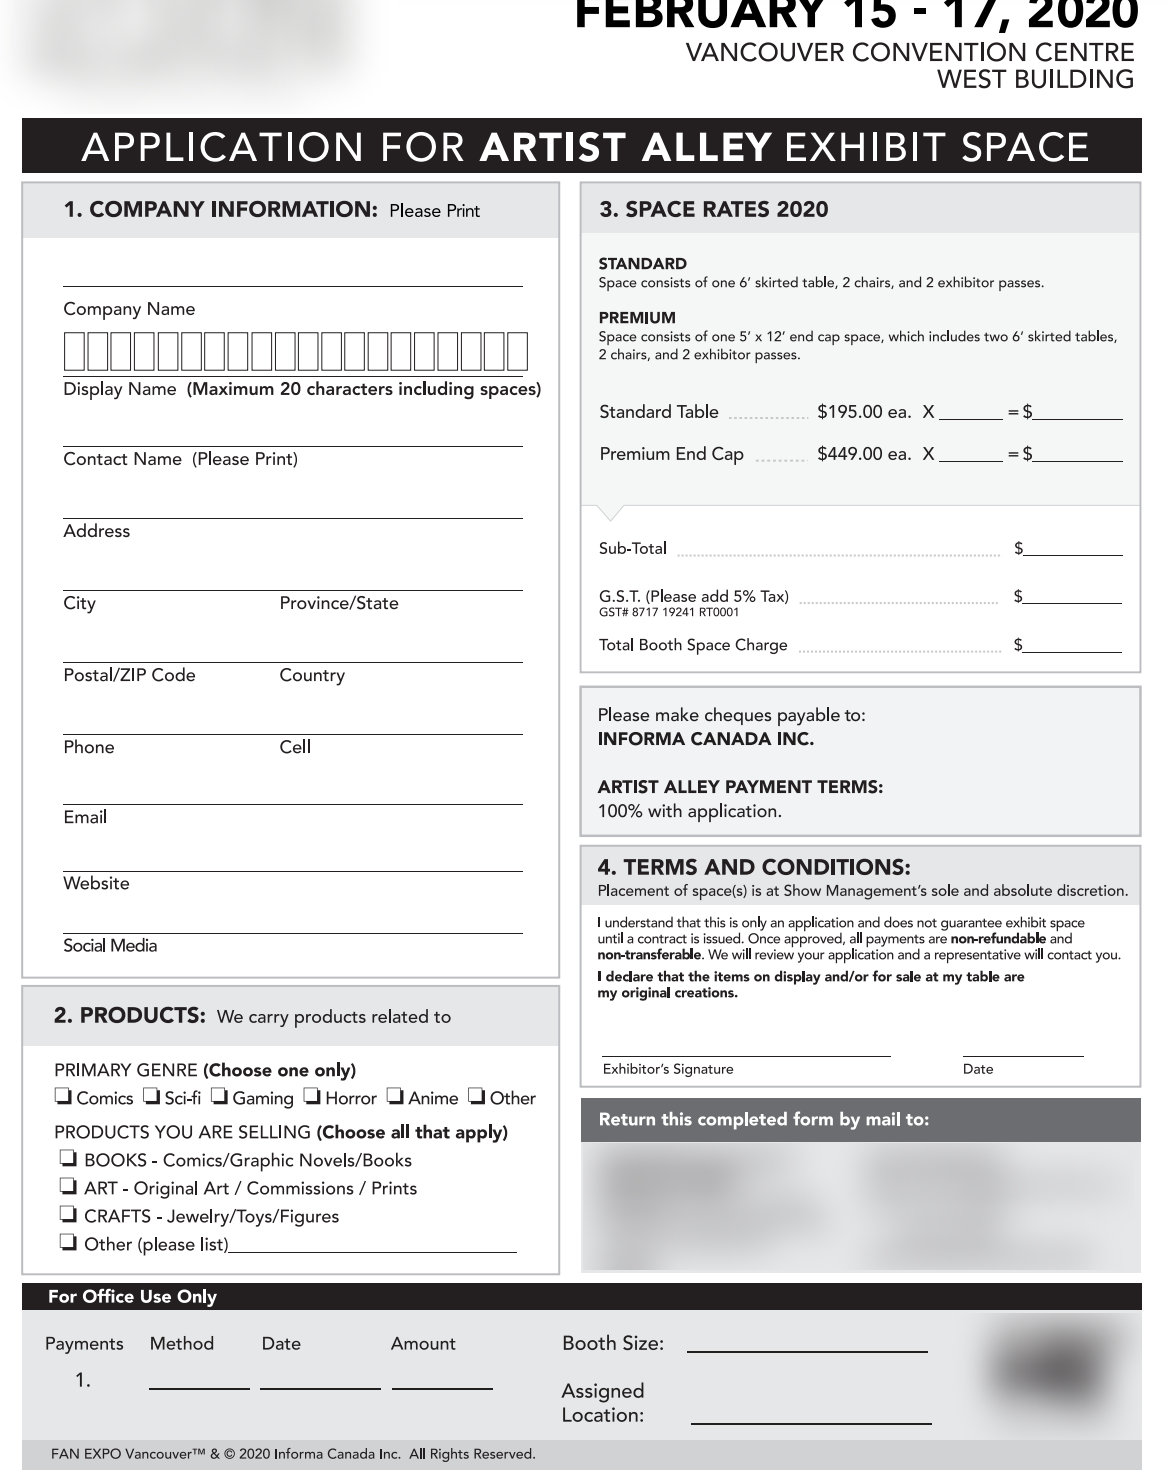 FEBRUARY 15 - 17, 2020
VANCOUVER CONVENTION CENTRE
WEST BUILDING
APPLICATION FOR ARTIST ALLEY EXHIBIT SPACE
1. COMPANY INFORMATION: Please Print
Company Name
Display Name (Maximum 20 characters including spaces)
Contact Name (Please Print)
Address
City Province/State
Postal/ZIP Code Country
Phone Cell
Email
Website
Social Media
2. PRODUCTS: We carry products related to
PRIMARY GENRE (Choose one only)
Comics Sci-fi Gaming Horror Anime Other
PRODUCTS YOU ARE SELLING (Choose all that apply)
BOOKS - Comics/Graphic Novels/Books
ART - Original Art / Commissions / Prints
CRAFTS - Jewelry/Toys/Figures
Other (please list)
3. SPACE RATES 2020
STANDARD
Space consists of one 6' skirted table, 2 chairs, and 2 exhibitor passes.
PREMIUM
Space consists of one 5' x 12' end cap space, which includes two 6' skirted tables,
2 chairs, and 2 exhibitor passes.
Standard Table $195.00 ea. X = $
Premium End Cap $449.00 ea. X = $
Sub-Total $
G.S.T. (Please add 5% Tax) $
GST# 8717 19241 RT0001
Total Booth Space Charge $
Please make cheques payable to:
INFORMA CANADA INC.
ARTIST ALLEY PAYMENT TERMS:
100% with application.
4. TERMS AND CONDITIONS:
Placement of space(s) is at Show Management's sole and absolute discretion.
I understand that this is only an application and does not guarantee exhibit space
until a contract is issued. Once approved, all payments are non-refundable and
non-transferable. We will review your application and a representative will contact you.
I declare that the items on display and/or for sale at my table are
my original creations.
Exhibitor's Signature Date
Return this completed form by mail to:
For Office Use Only
Payments Method Date Amount
1.
Booth Size:
Assigned
Location:
FAN EXPO Vancouver™ & © 2020 Informa Canada Inc. All Rights Reserved.